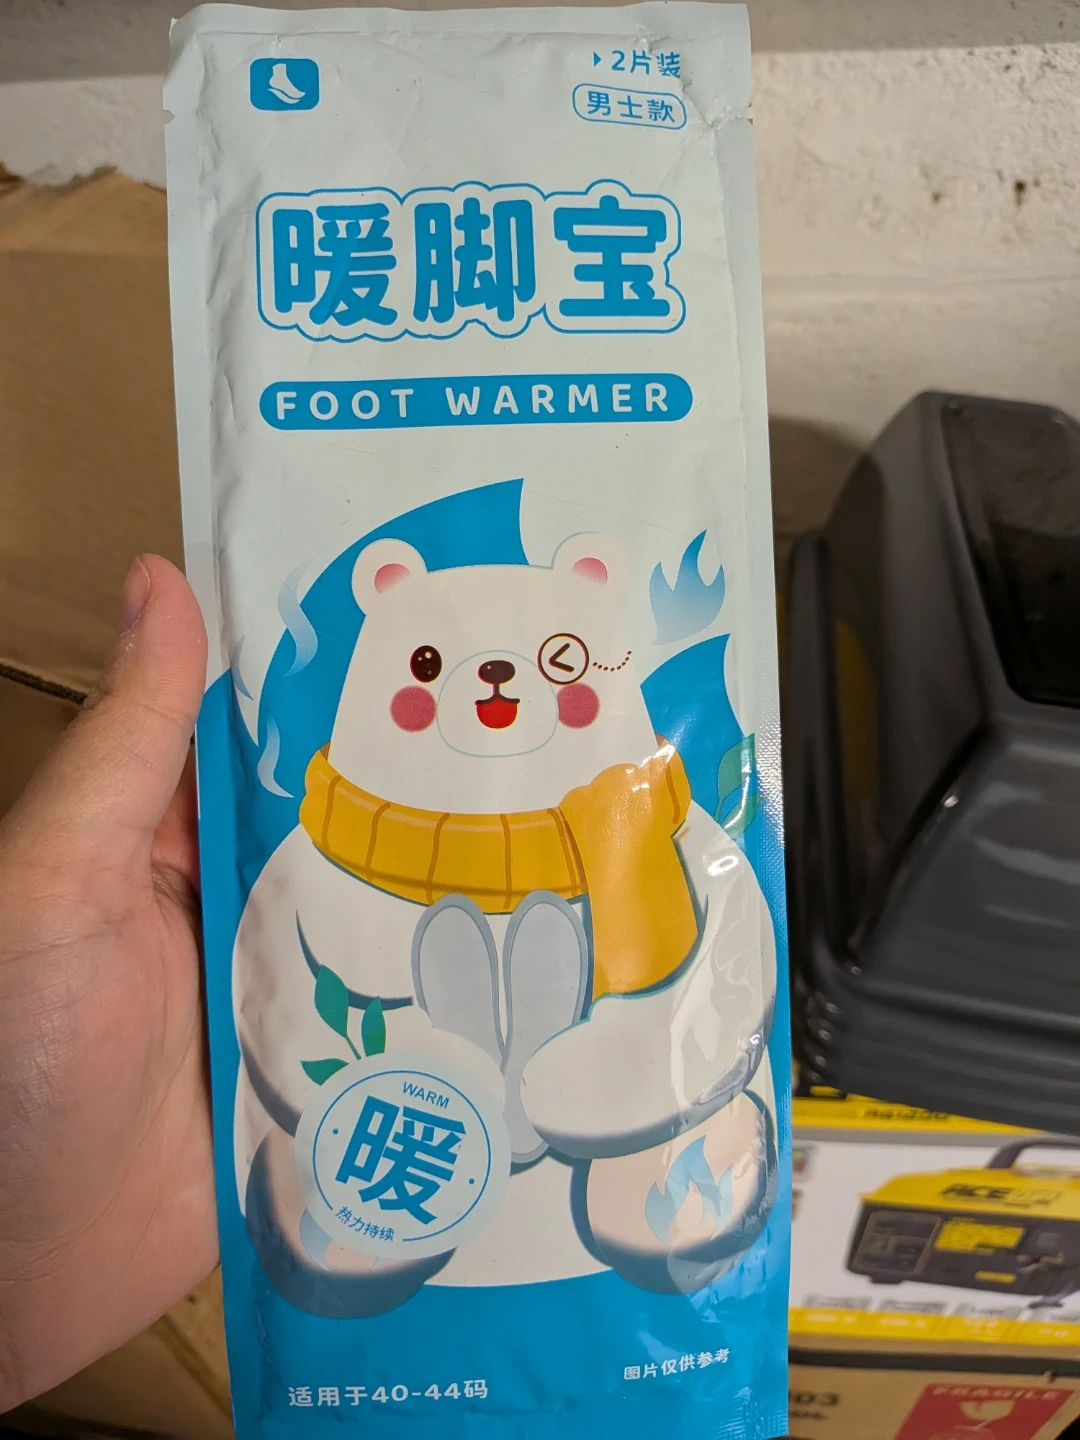 2片装
男士款
暖脚宝
FOOT WARMER
WARM
暖
热力持续
图片仅供参考
适用于40-44码
FRAGILE